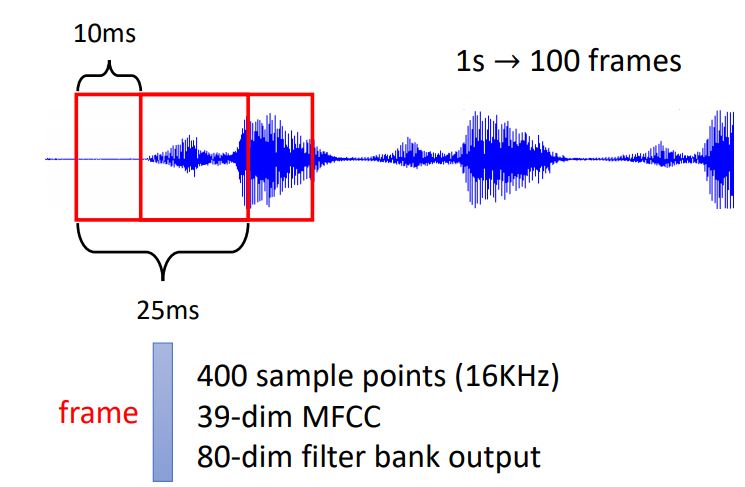 10ms
1s → 100 frames
25ms
400 sample points (16KHz)
frame
39-dim MFCC
80-dim filter bank output